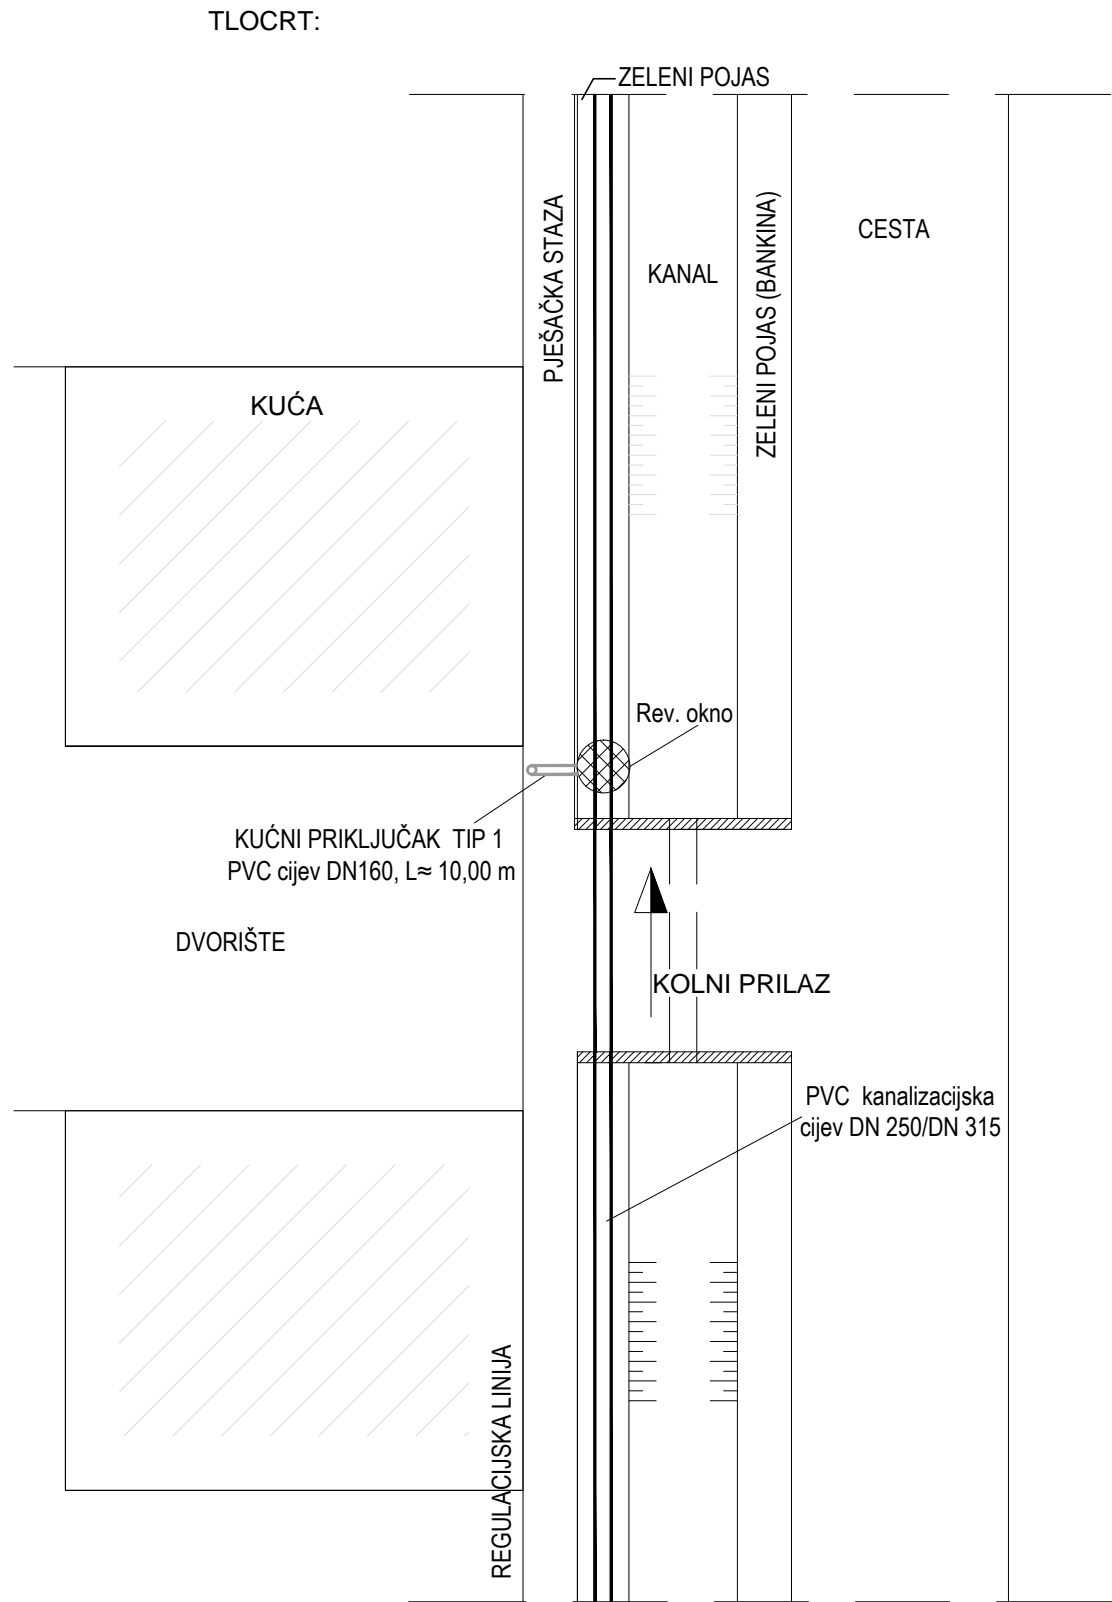 TLOCRT:
ZELENI POJAS
PJEŠAČKA STAZA
KANAL
ZELENI POJAS (BANKINA)
CESTA
KUĆA
Rev. okno
KUĆNI PRIKLJUČAK TIP 1
PVC cijev DN160, L≈ 10,00 m
DVORIŠTE
KOLNI PRILAZ
PVC kanalizacijska
cijev DN 250/DN 315
REGULACIJSKA LINIJA